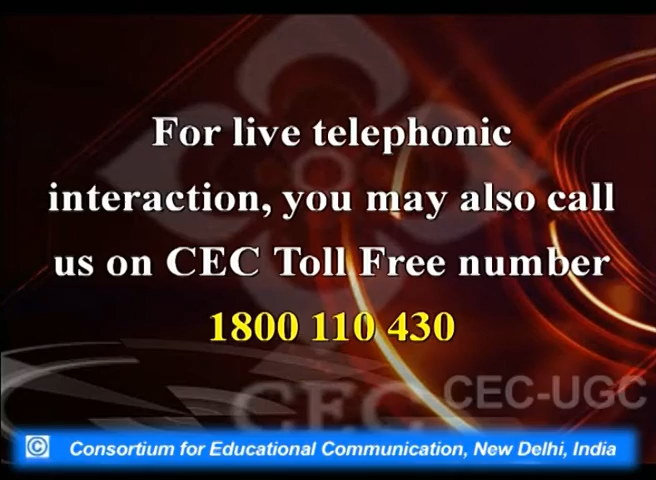 For live telephonic
interaction, you may also call
us on CEC Toll Free number
1800 110 430
CEC
CEC-UGC
© Consortium for Educational Communication, New Delhi, India